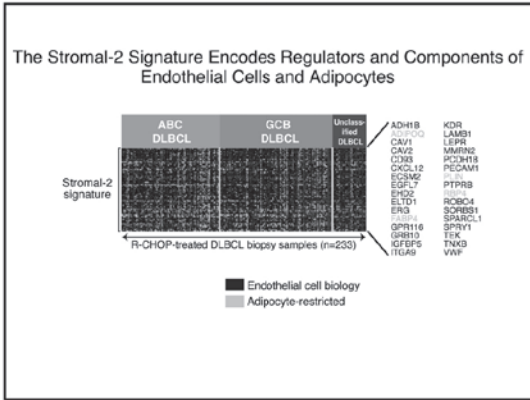 The Stromal-2 Signature Encodes Regulators and Components of
Endothelial Cells and Adipocytes
ABC
DLBCL
GCB
DLBCL
Unclass-
ified
DLBCL
Stromal-2
signature
R-CHOP-treated DLBCL biopsy samples (n=233)
ADH1B
ADIPOQ
CAV1
CAV2
CD93
CXKL12
ECSM2
EGFL7
EHD2
ELTD1
ERG
FABP4
GPR116
GRB10
IGFBP5
ITGA9
KDR
LAMB1
LEPR
MMRN2
PCDH18
PECAM1
PLIN
PTPRB
RBP4
ROBO4
SORBS1
SPARCL1
SPRY1
TEK
TNXB
VWF
Endothelial cell biology
Adipocyte-restricted